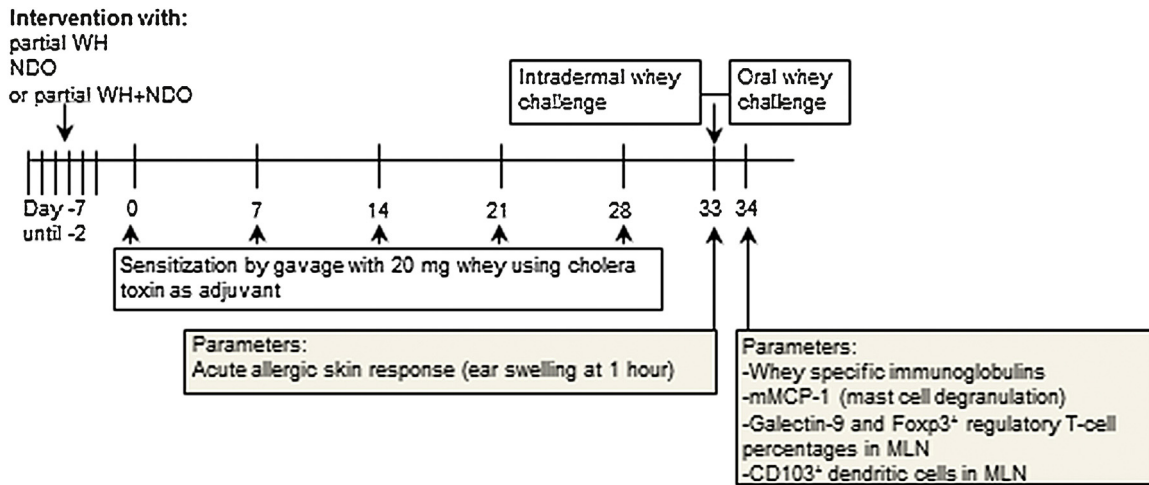 Intervention with:
partial WH
NDO
or partial WH+NDO
Intradermal whey
challenge
Oral whey
challenge
Day -7
until -2
0
7
14
21
28
33
34
Sensitization by gavage with 20 mg whey using cholera
toxin as adjuvant
Parameters:
Acute allergic skin response (ear swelling at 1 hour)
Parameters:
-Whey specific immunoglobulins
-mMCP-1 (mast cell degranulation)
-Galectin-9 and Foxp3⁺ regulatory T-cell
percentages in MLN
-CD103⁺ dendritic cells in MLN